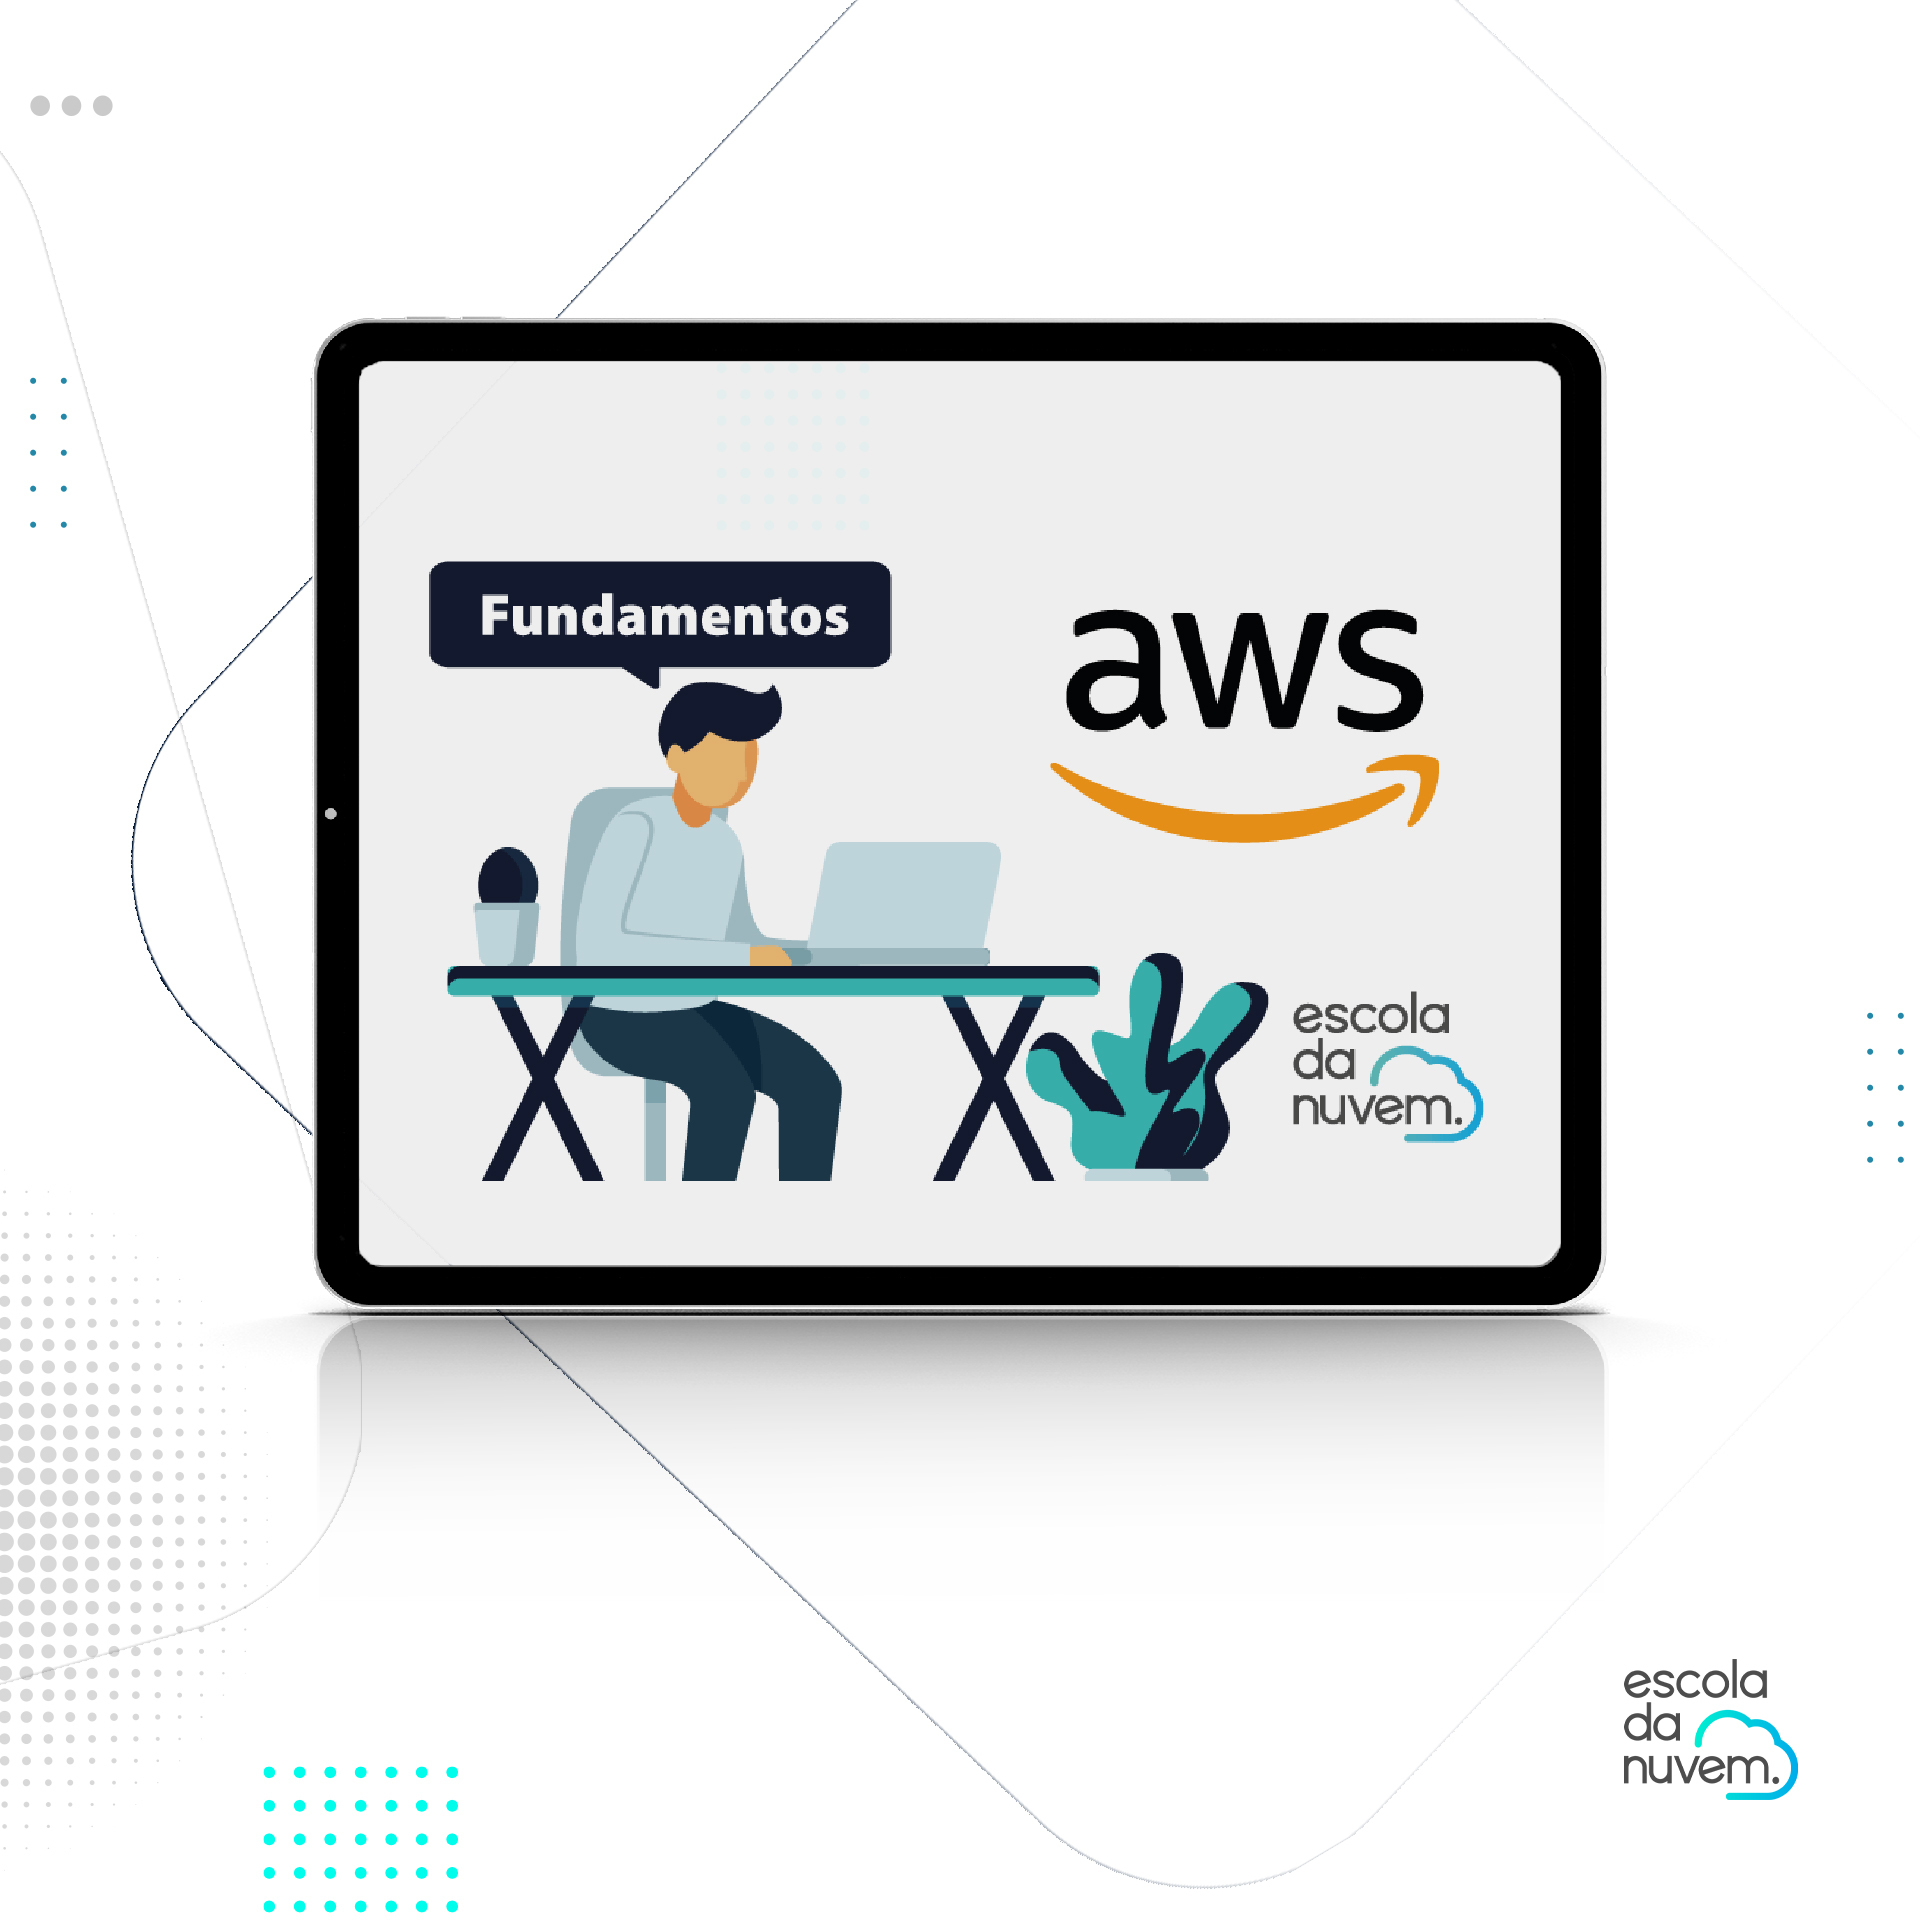 Fundamentos
aws
escola
da
nuvem.
escola
da
nuvem.